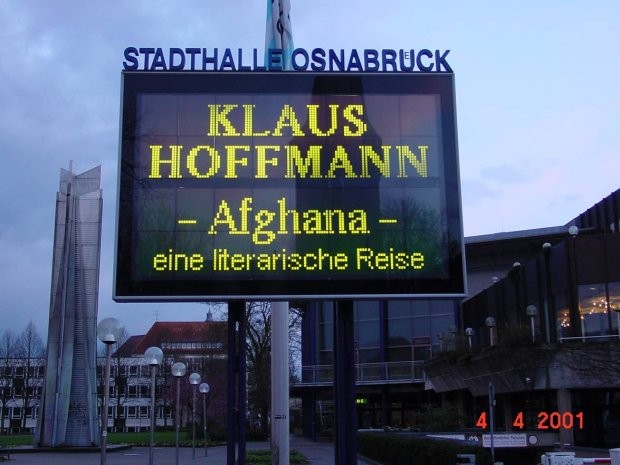 STADTHALLE OSNABRÜCK
KLAUS
HOFFMANN
- Afghana -
eine literarische Reise
4 4 2001